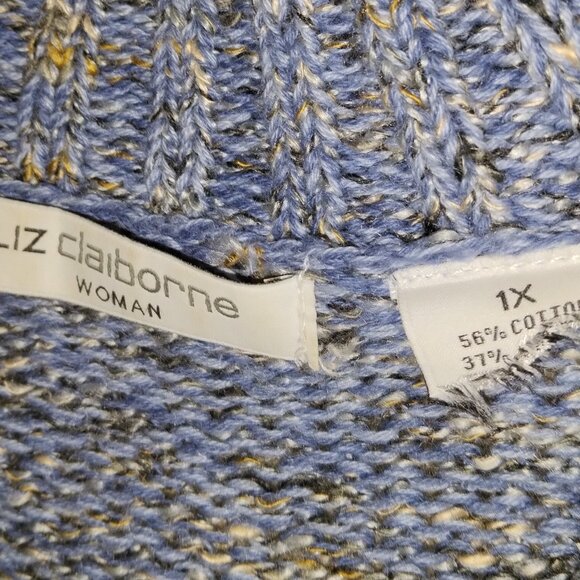 LIZ claiborne
WOMAN
1X
56% COTTON
37%